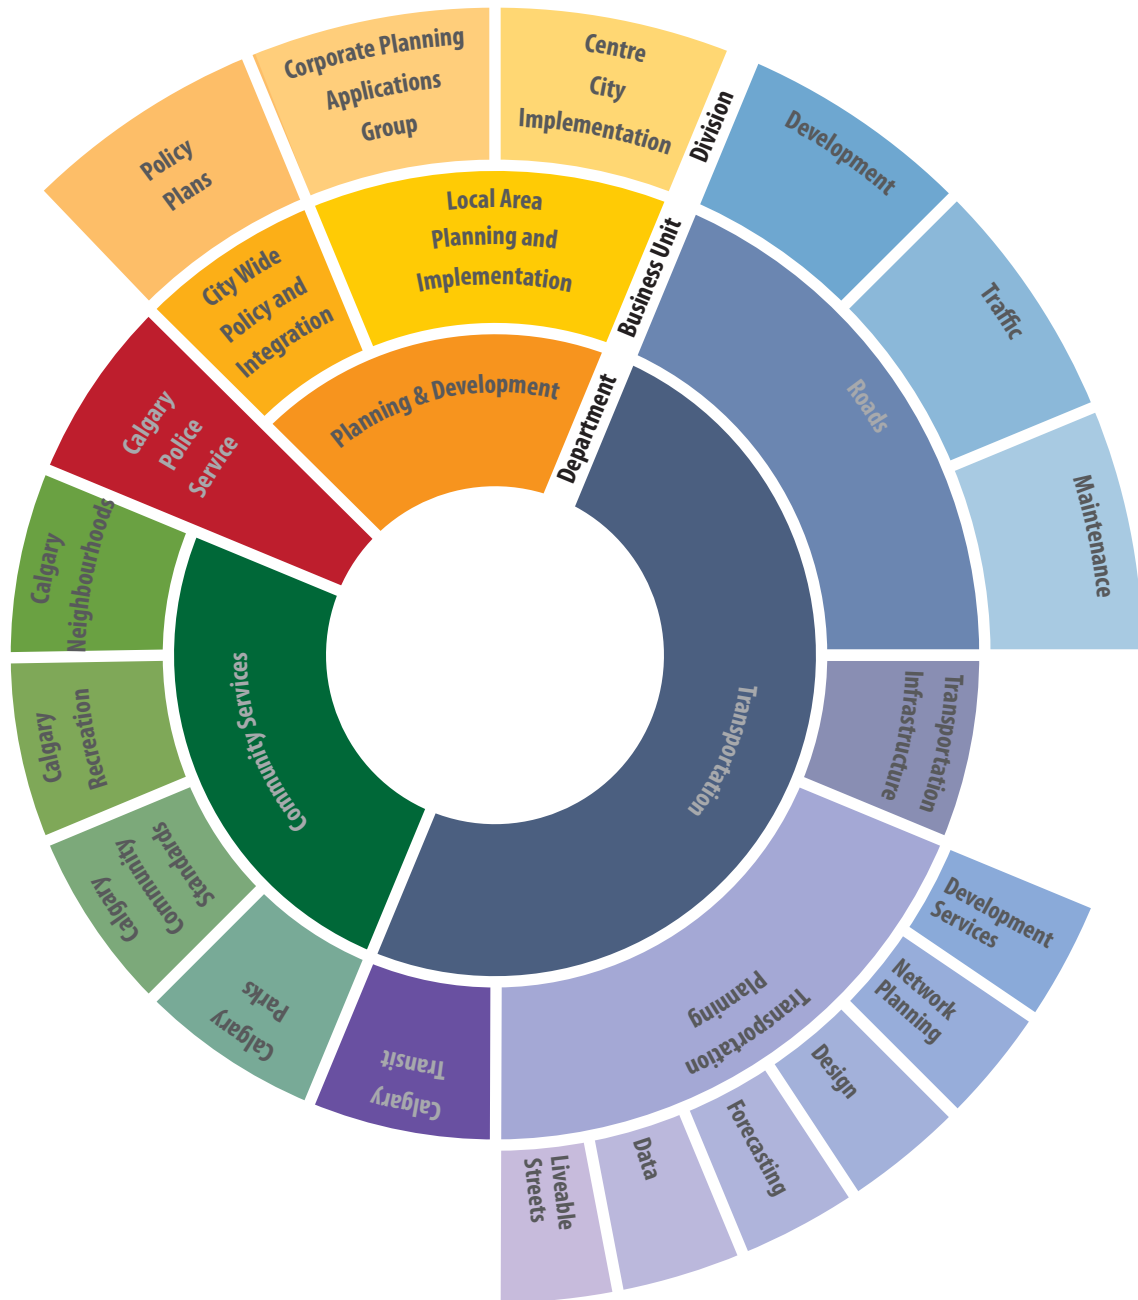 Corporate Planning
Applications
Group
Centre
City
Implementation
Division
Development
Policy
Plans
Local Area
Planning and
Implementation
Business Unit
Traffic
City Wide
Policy and
Integration
Planning & Development
Department
Roads
Calgary
Police
Service
Maintenance
Calgary
Neighbourhoods
Community Services
Transportation
Transportation
Infrastructure
Calgary
Recreation
Calgary
Community
Standards
Development
Services
Network
Planning
Calgary
Parks
Transportation
Planning
Design
Calgary
Transit
Forecasting
Data
Liveable
Streets